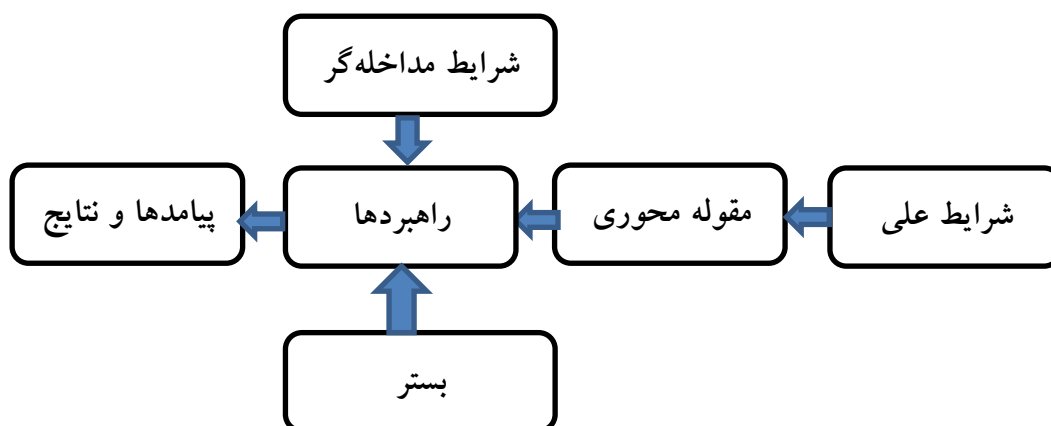 شرایط مداخله‌گر
شرایط علی
مقوله محوری
راهبردها
پیامدها و نتایج
بستر